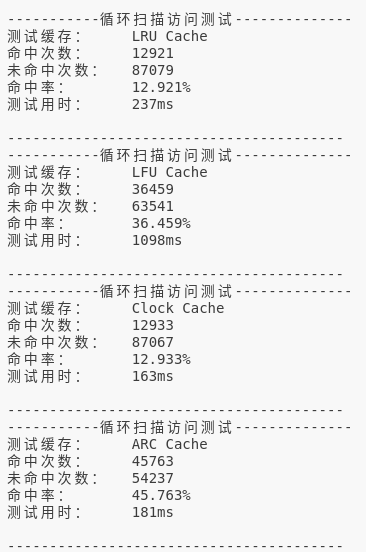 -----------循环扫描访问测试--------------
测试缓存：     LRU Cache
命中次数：     12921
未命中次数：   87079
命中率：       12.921%
测试用时：     237ms
----------------------------------------
-----------循环扫描访问测试--------------
测试缓存：     LFU Cache
命中次数：     36459
未命中次数：   63541
命中率：       36.459%
测试用时：     1098ms
----------------------------------------
-----------循环扫描访问测试--------------
测试缓存：     Clock Cache
命中次数：     12933
未命中次数：   87067
命中率：       12.933%
测试用时：     163ms
----------------------------------------
-----------循环扫描访问测试--------------
测试缓存：     ARC Cache
命中次数：     45763
未命中次数：   54237
命中率：       45.763%
测试用时：     181ms
----------------------------------------